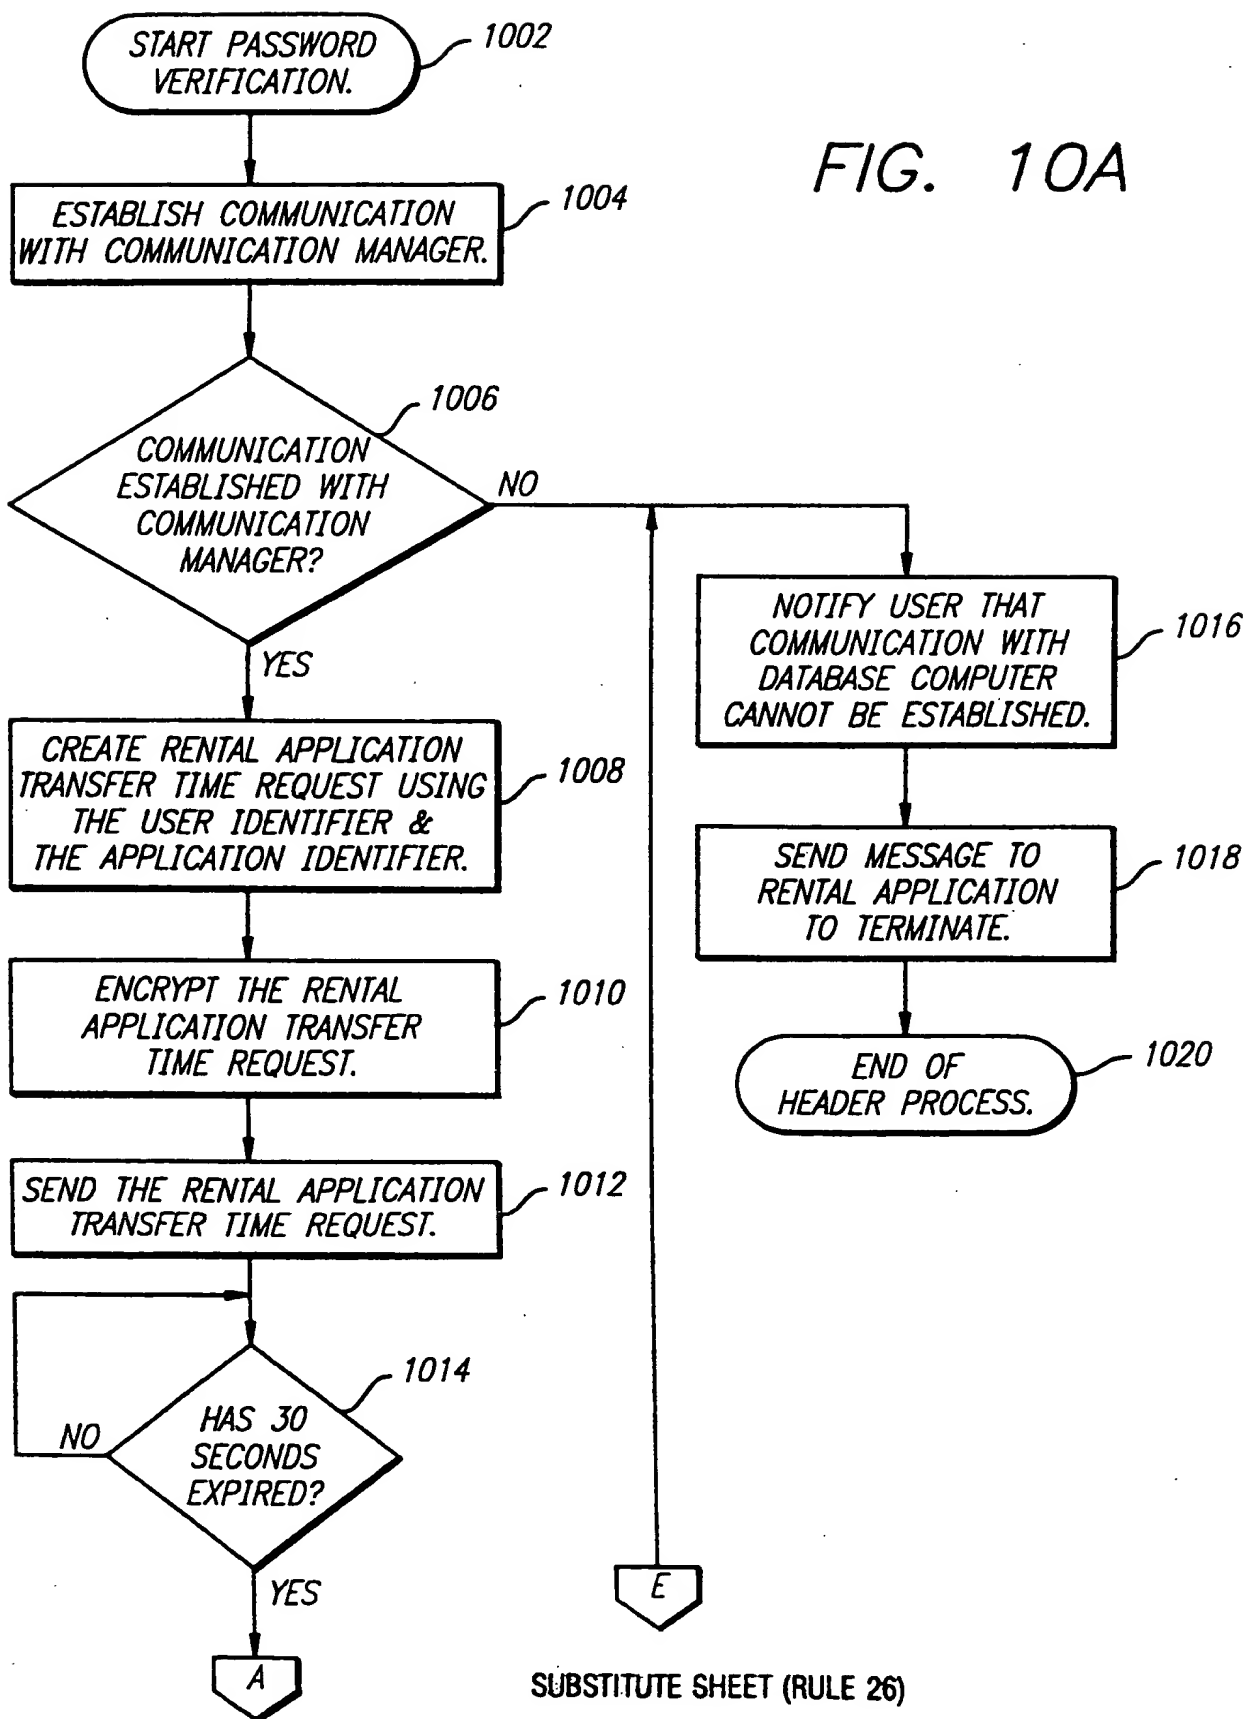 START PASSWORD
VERIFICATION.
1002
FIG. 10A
ESTABLISH COMMUNICATION
WITH COMMUNICATION MANAGER.
1004
COMMUNICATION
ESTABLISHED WITH
COMMUNICATION
MANAGER?
1006
NO
YES
CREATE RENTAL APPLICATION
TRANSFER TIME REQUEST USING
THE USER IDENTIFIER &
THE APPLICATION IDENTIFIER.
1008
ENCRYPT THE RENTAL
APPLICATION TRANSFER
TIME REQUEST.
1010
SEND THE RENTAL APPLICATION
TRANSFER TIME REQUEST.
1012
HAS 30
SECONDS
EXPIRED?
1014
NO
YES
A
NOTIFY USER THAT
COMMUNICATION WITH
DATABASE COMPUTER
CANNOT BE ESTABLISHED.
1016
SEND MESSAGE TO
RENTAL APPLICATION
TO TERMINATE.
1018
END OF
HEADER PROCESS.
1020
E
SUBSTITUTE SHEET (RULE 26)